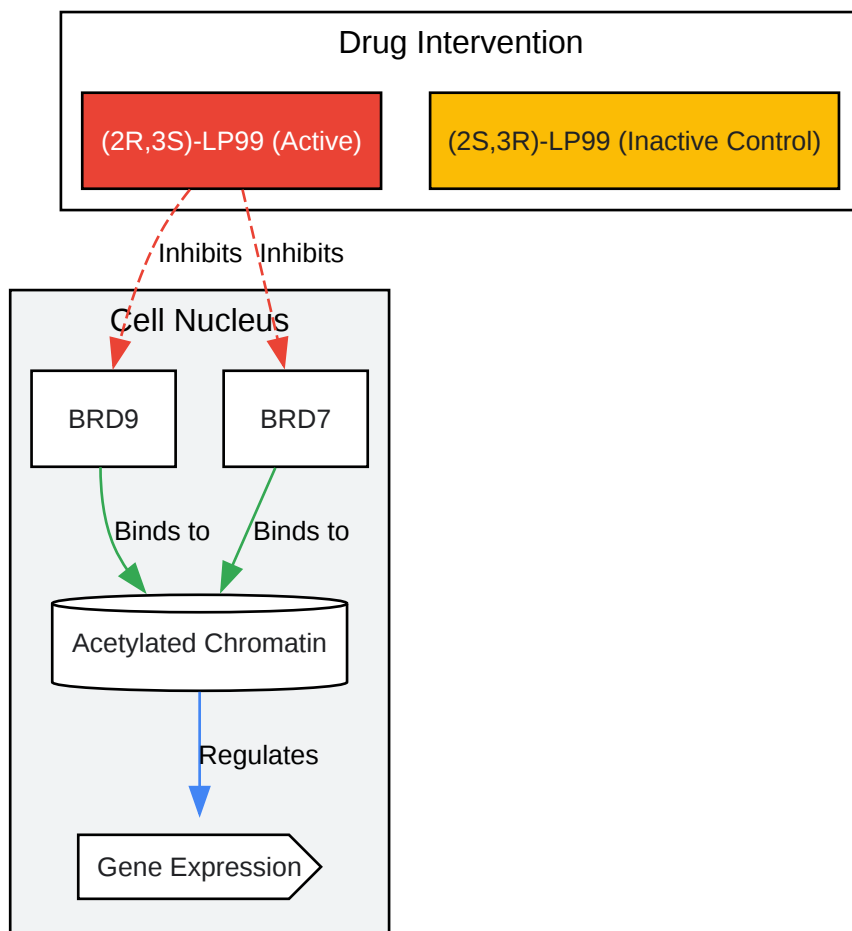 Drug Intervention
(2R,3S)-LP99 (Active)
(2S,3R)-LP99 (Inactive Control)
Inhibits
Inhibits
Cell Nucleus
BRD9
BRD7
Binds to
Binds to
Acetylated Chromatin
Regulates
Gene Expression